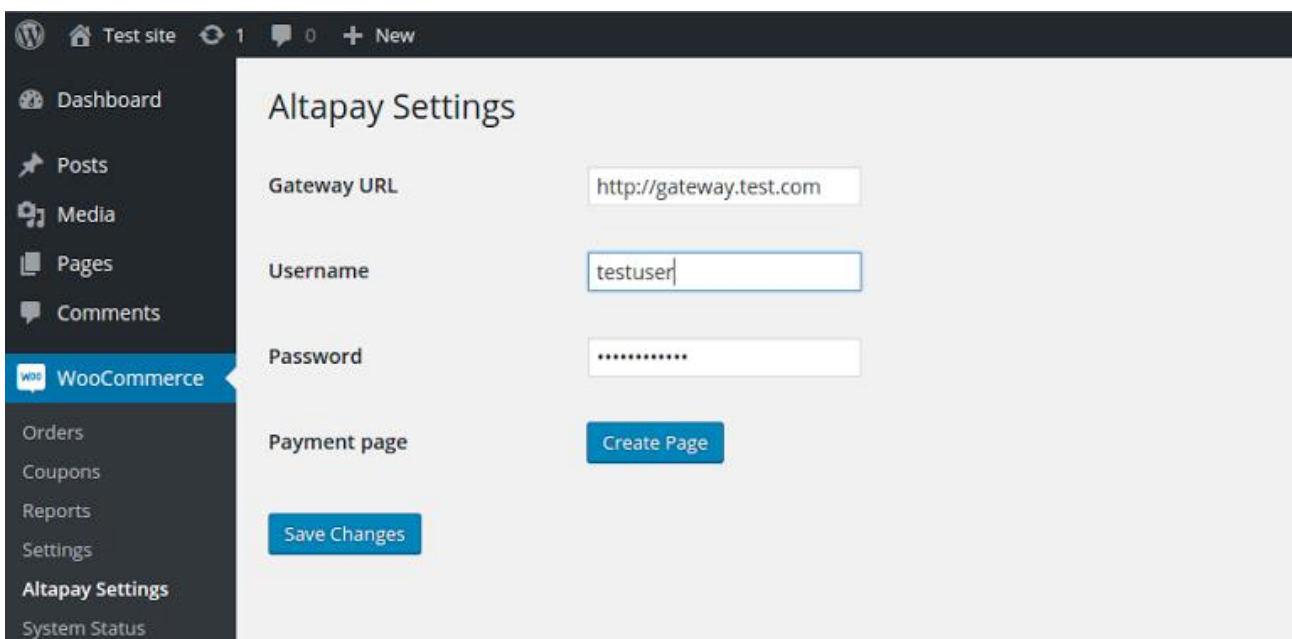 Test site 1 0 New
Dashboard
Posts
Media
Pages
Comments
WOO WooCommerce
Orders
Coupons
Reports
Settings
Altapay Settings
System Status
Altapay Settings
Gateway URL http://gateway.test.com
Username testuser
Password ••••••••••••
Payment page Create Page
Save Changes